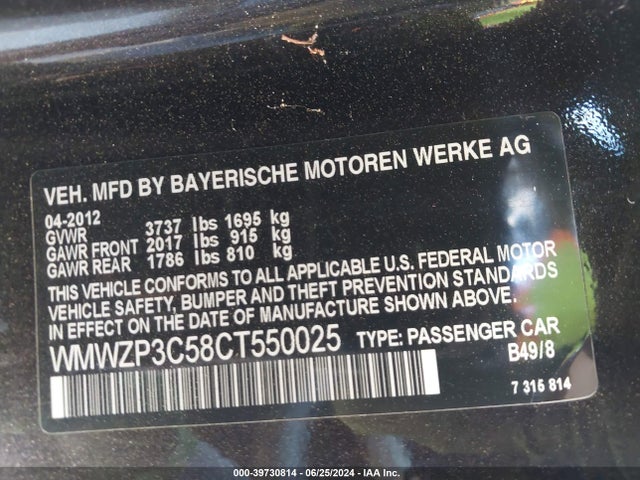 VEH. MFD BY BAYERISCHE MOTOREN WERKE AG
04-2012
GVWR 3737 lbs 1695 kg
GAWR FRONT 2017 lbs 915 kg
GAWR REAR 1786 lbs 810 kg
THIS VEHICLE CONFORMS TO ALL APPLICABLE U.S. FEDERAL MOTOR
VEHICLE SAFETY, BUMPER AND THEFT PREVENTION STANDARDS
IN EFFECT ON THE DATE OF MANUFACTURE SHOWN ABOVE.
WMWZP3C58CT550025 TYPE: PASSENGER CAR
B49/8
7 315 814
000-39730814 - 06/25/2024 - IAA Inc.